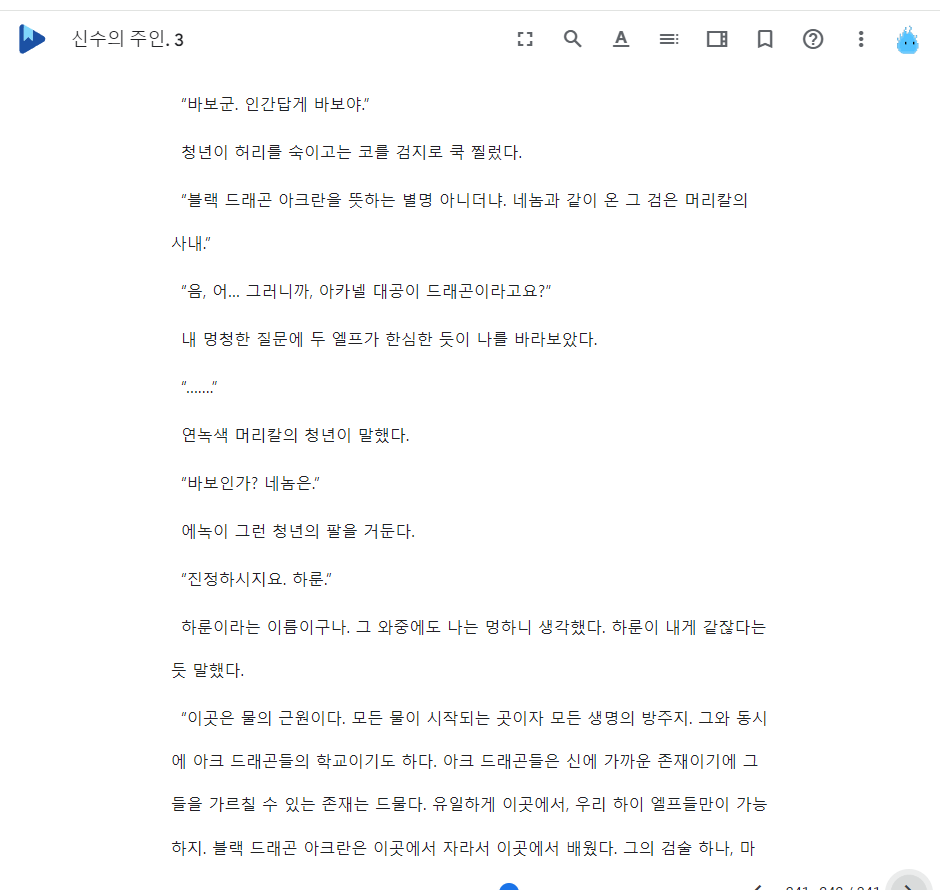 신수의 주인. 3
“바보군. 인간답게 바보야.”
청년이 허리를 숙이고는 코를 검지로 쿡 찔렀다.
“블랙 드래곤 아크란을 뜻하는 별명 아니더냐. 네놈과 같이 온 그 검은 머리칼의
사내.”
“음, 어... 그러니까, 아카넬 대공이 드래곤이라고요?”
내 멍청한 질문에 두 엘프가 한심한 듯이 나를 바라보았다.
“.......”
연녹색 머리칼의 청년이 말했다.
“바보인가? 네놈은.”
에녹이 그런 청년의 팔을 거둔다.
“진정하시지요. 하룬.”
하룬이라는 이름이구나. 그 와중에도 나는 멍하니 생각했다. 하룬이 내게 같잖다는
듯 말했다.
“이곳은 물의 근원이다. 모든 물이 시작되는 곳이자 모든 생명의 방주지. 그와 동시
에 아크 드래곤들의 학교이기도 하다. 아크 드래곤들은 신에 가까운 존재이기에 그
들을 가르칠 수 있는 존재는 드물다. 유일하게 이곳에서, 우리 하이 엘프들만이 가능
하지. 블랙 드래곤 아크란은 이곳에서 자라서 이곳에서 배웠다. 그의 검술 하나, 마